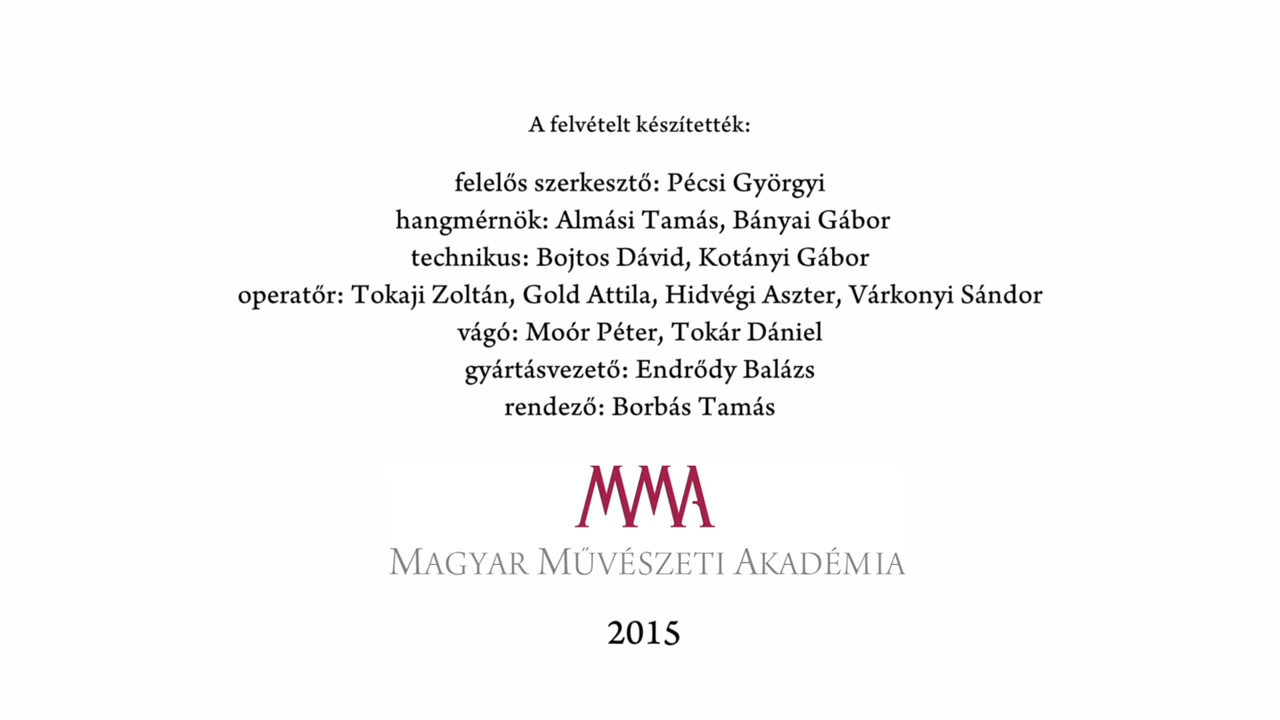 A felvételt készítették:
felelős szerkesztő: Pécsi Györgyi
hangmérnök: Almási Tamás, Bányai Gábor
technikus: Bojtos Dávid, Kotányi Gábor
operatőr: Tokaji Zoltán, Gold Attila, Hidvégi Aszter, Várkonyi Sándor
vágó: Moór Péter, Tokár Dániel
gyártásvezető: Endrődy Balázs
rendező: Borbás Tamás
MMA
MAGYAR MŰVÉSZETI AKADÉMIA
2015